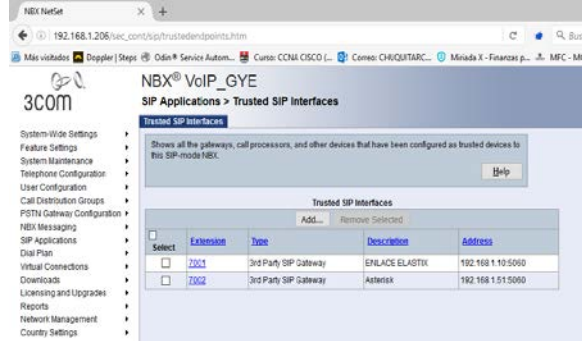 NBX NetSet
192.168.1.206/sec_cont/sip/trustedendpoints.htm
Bus
Más visitados Doppler | Steps Odin® Service Autom... Curso: CCNA CISCO (... Correo: CHUQUITARC... Miríada X - Finanzas p... MFC - M
3COM
NBX® VoIP_GYE
SIP Applications > Trusted SIP Interfaces
Trusted SIP Interfaces
Shows all the gateways, call processors, and other devices that have been configured as trusted devices to
this SIP-mode NBX.
Help
System-Wide Settings
Feature Settings
System Maintenance
Telephone Configuration
User Configuration
Call Distribution Groups
PSTN Gateway Configuration
NBX Messaging
SIP Applications
Dial Plan
Virtual Connections
Downloads
Licensing and Upgrades
Reports
Network Management
Country Settings
Trusted SIP Interfaces
Add... Remove Selected
Select Extension Type Description Address
7001 3rd Party SIP Gateway ENLACE ELASTIX 192.168.1.10:5060
7002 3rd Party SIP Gateway Asterisk 192.168.1.51:5060